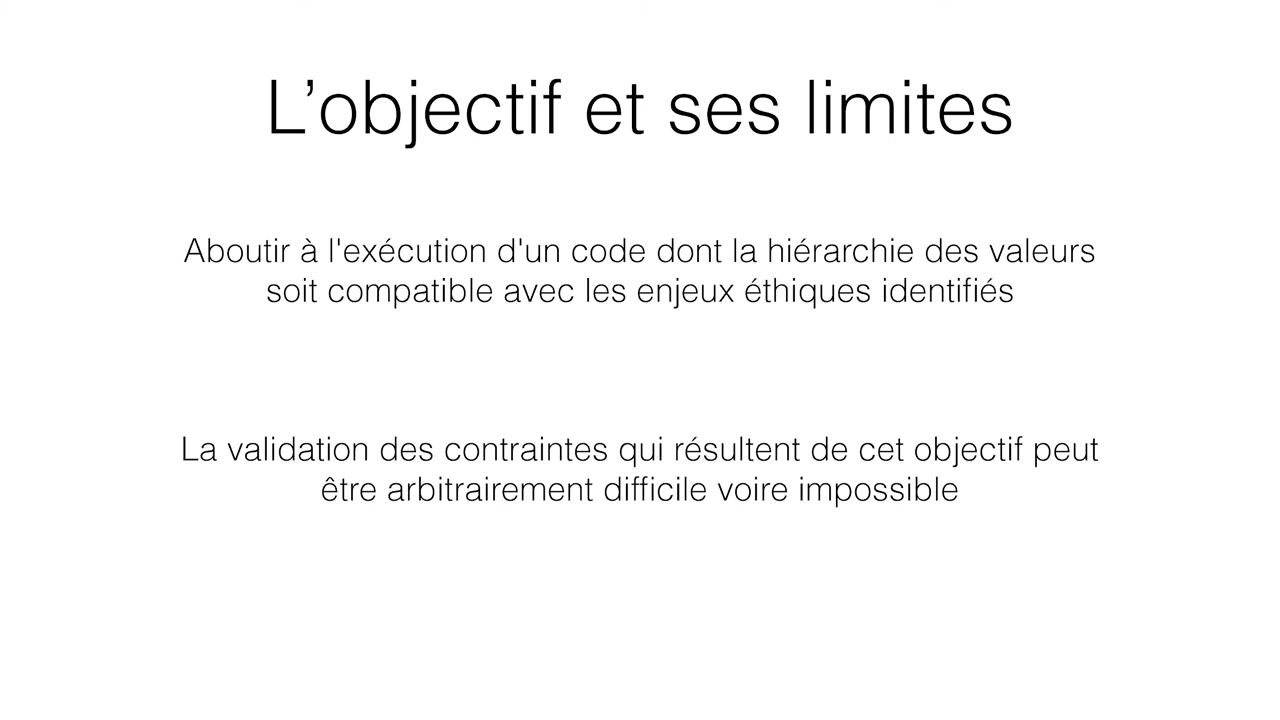 L’objectif et ses limites
Aboutir à l'exécution d'un code dont la hiérarchie des valeurs
soit compatible avec les enjeux éthiques identifiés
La validation des contraintes qui résultent de cet objectif peut
être arbitrairement difficile voire impossible